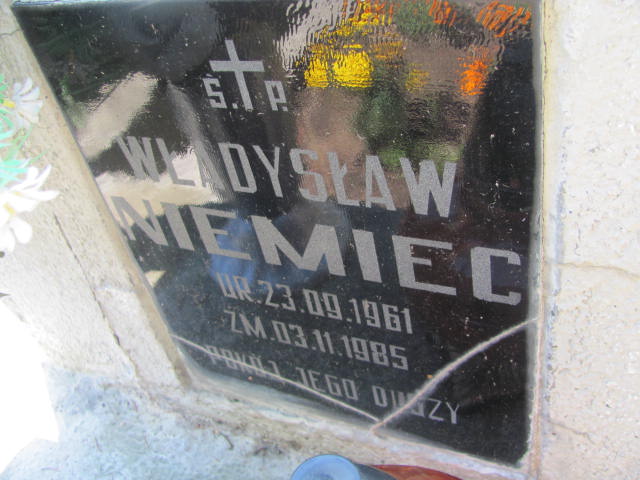 Ś. P.
WŁADYSŁAW
NIEMIEC
UR. 23.09.1961
ZM. 03.11.1985
POKÓJ JEGO DUSZY